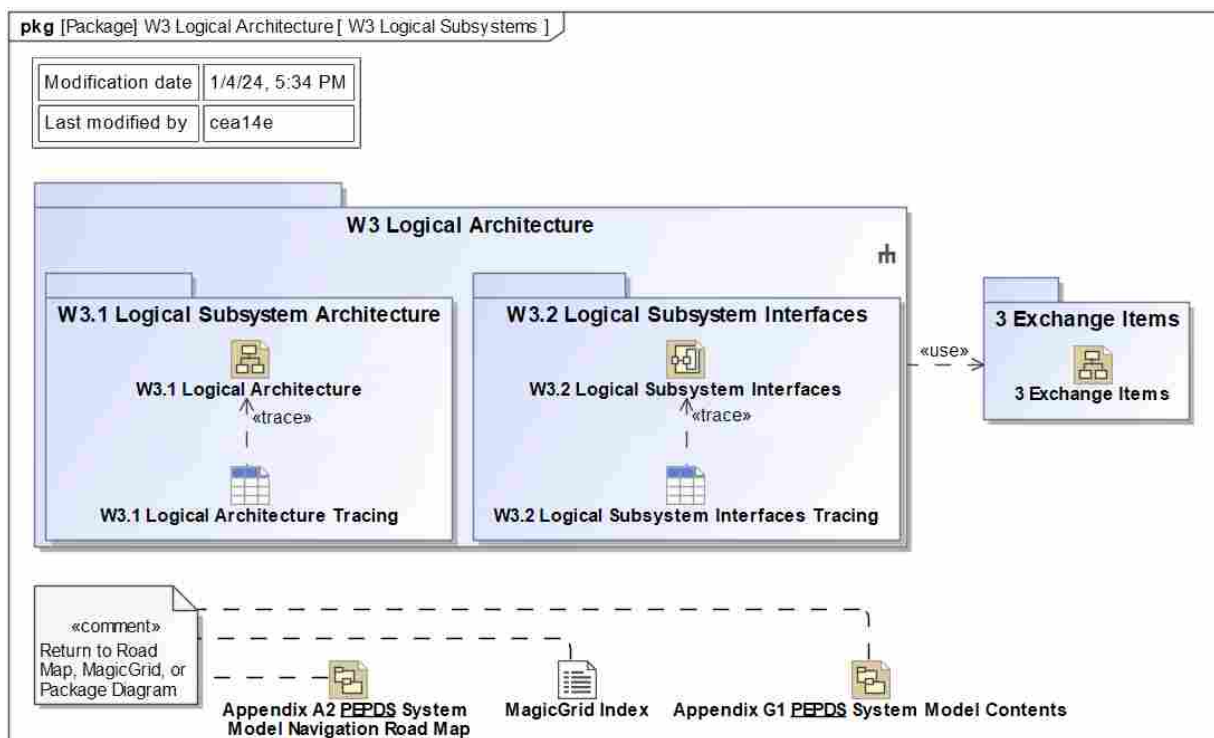 pkg [Package] W3 Logical Architecture [ W3 Logical Subsystems ]
Modification date 1/4/24, 5:34 PM
Last modified by cea14e
W3 Logical Architecture
W3.1 Logical Subsystem Architecture
W3.1 Logical Architecture
«trace»
W3.1 Logical Architecture Tracing
W3.2 Logical Subsystem Interfaces
W3.2 Logical Subsystem Interfaces
«trace»
W3.2 Logical Subsystem Interfaces Tracing
«use»
3 Exchange Items
3 Exchange Items
«comment»
Return to Road
Map, MagicGrid, or
Package Diagram
Appendix A2 PEPDS System
Model Navigation Road Map
MagicGrid Index
Appendix G1 PEPDS System Model Contents